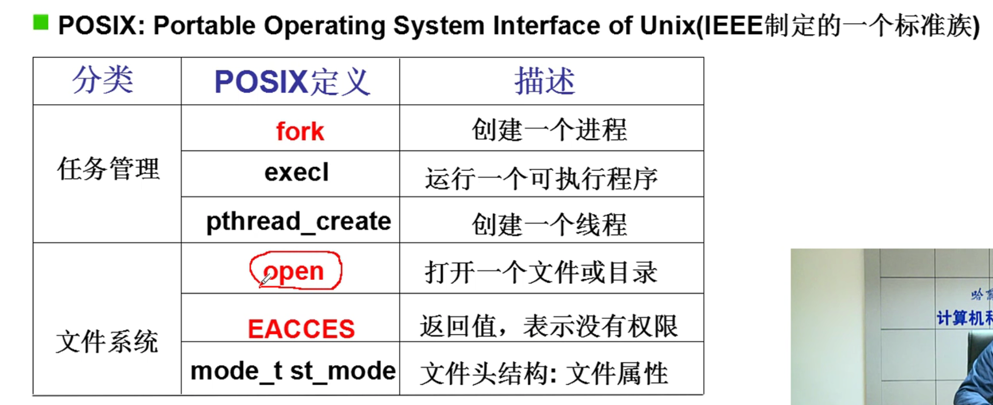 POSIX: Portable Operating System Interface of Unix(IEEE制定的一个标准族)
分类 POSIX定义 描述
任务管理
fork 创建一个进程
execl 运行一个可执行程序
pthread_create 创建一个线程
文件系统
open 打开一个文件或目录
EACCES 返回值，表示没有权限
mode_t st_mode 文件头结构: 文件属性
计算机和